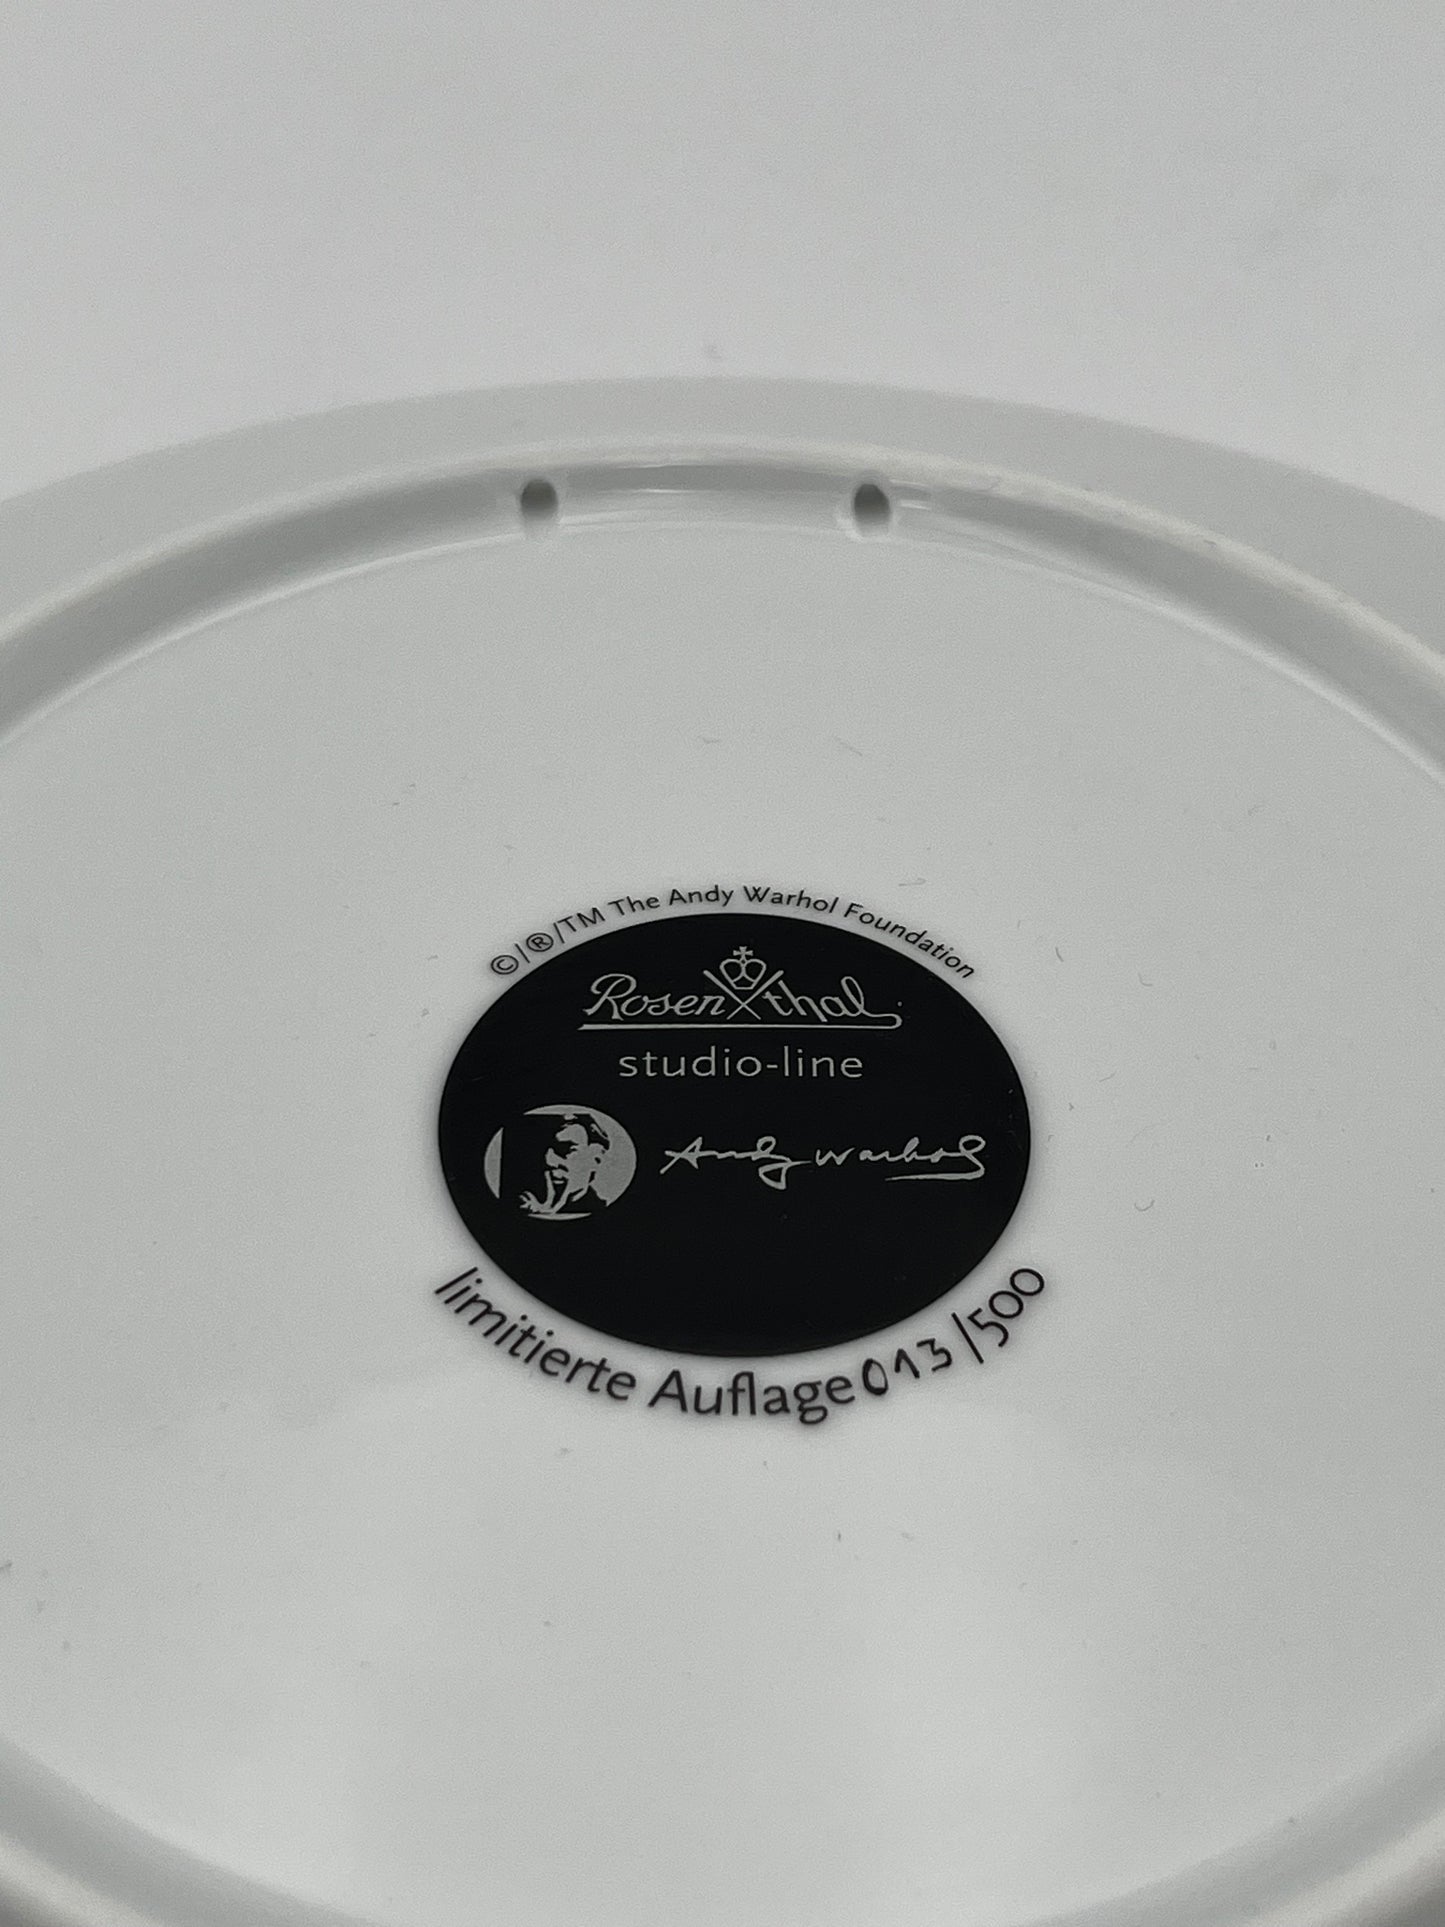 ©/®/TM The Andy Warhol Foundation
Rosenthal
studio-line
Andy Warhol
limitierte Auflage 013/500